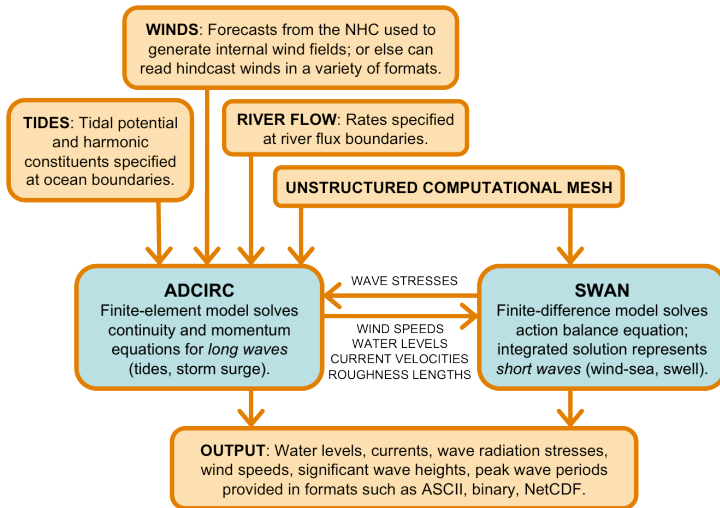 WINDS: Forecasts from the NHC used to
generate internal wind fields; or else can
read hindcast winds in a variety of formats.
TIDES: Tidal potential
and harmonic
constituents specified
at ocean boundaries.
RIVER FLOW: Rates specified
at river flux boundaries.
UNSTRUCTURED COMPUTATIONAL MESH
ADCIRC
Finite-element model solves
continuity and momentum
equations for long waves
(tides, storm surge).
WAVE STRESSES
WIND SPEEDS
WATER LEVELS
CURRENT VELOCITIES
ROUGHNESS LENGTHS
SWAN
Finite-difference model solves
action balance equation;
integrated solution represents
short waves (wind-sea, swell).
OUTPUT: Water levels, currents, wave radiation stresses,
wind speeds, significant wave heights, peak wave periods
provided in formats such as ASCII, binary, NetCDF.